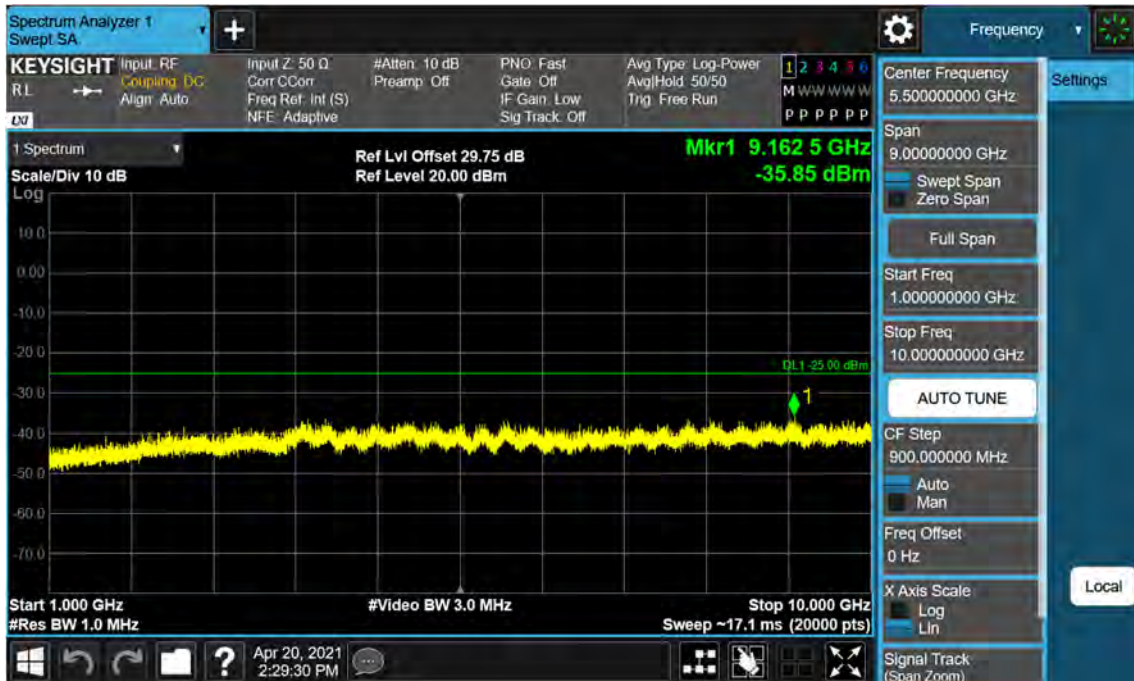 Spectrum Analyzer 1
Swept SA
+
Frequency
KEYSIGHT
RL
LXI
Input: RF
Coupling: DC
Align: Auto
Input Z: 50 Ω
Corr CCorr
Freq Ref: Int (S)
NFE: Adaptive
#Atten: 10 dB
Preamp: Off
PNO: Fast
Gate: Off
IF Gain: Low
Sig Track: Off
Avg Type: Log-Power
Avg|Hold: 50/50
Trig: Free Run
1 2 3 4 5 6
M W W W W W
P P P P P P
1 Spectrum
Scale/Div 10 dB
Ref Lvl Offset 29.75 dB
Ref Level 20.00 dBm
Mkr1 9.162 5 GHz
-35.85 dBm
Log
10.0
0.00
-10.0
-20.0
DL1 -25.00 dBm
-30.0
1
-40.0
-50.0
-60.0
-70.0
Start 1.000 GHz
#Res BW 1.0 MHz
#Video BW 3.0 MHz
Stop 10.000 GHz
Sweep ~17.1 ms (20000 pts)
?
Apr 20, 2021
2:29:30 PM
Center Frequency
5.500000000 GHz
Span
9.00000000 GHz
Swept Span
Zero Span
Full Span
Start Freq
1.000000000 GHz
Stop Freq
10.000000000 GHz
AUTO TUNE
CF Step
900.000000 MHz
Auto
Man
Freq Offset
0 Hz
X Axis Scale
Log
Lin
Signal Track
(Span Zoom)
Settings
Local